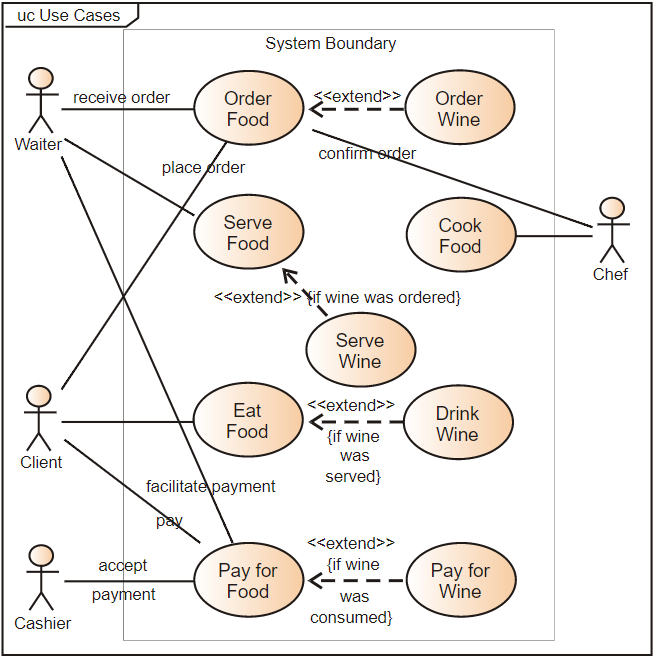 uc Use Cases
System Boundary
Waiter
receive order
Order
Food
<<extend>>
Order
Wine
place order
confirm order
Serve
Food
Cook
Food
Chef
<<extend>> {if wine was ordered}
Serve
Wine
Client
Eat
Food
<<extend>>
{if wine
was
served}
Drink
Wine
facilitate payment
pay
Cashier
accept
payment
Pay for
Food
<<extend>>
{if wine
was
consumed}
Pay for
Wine